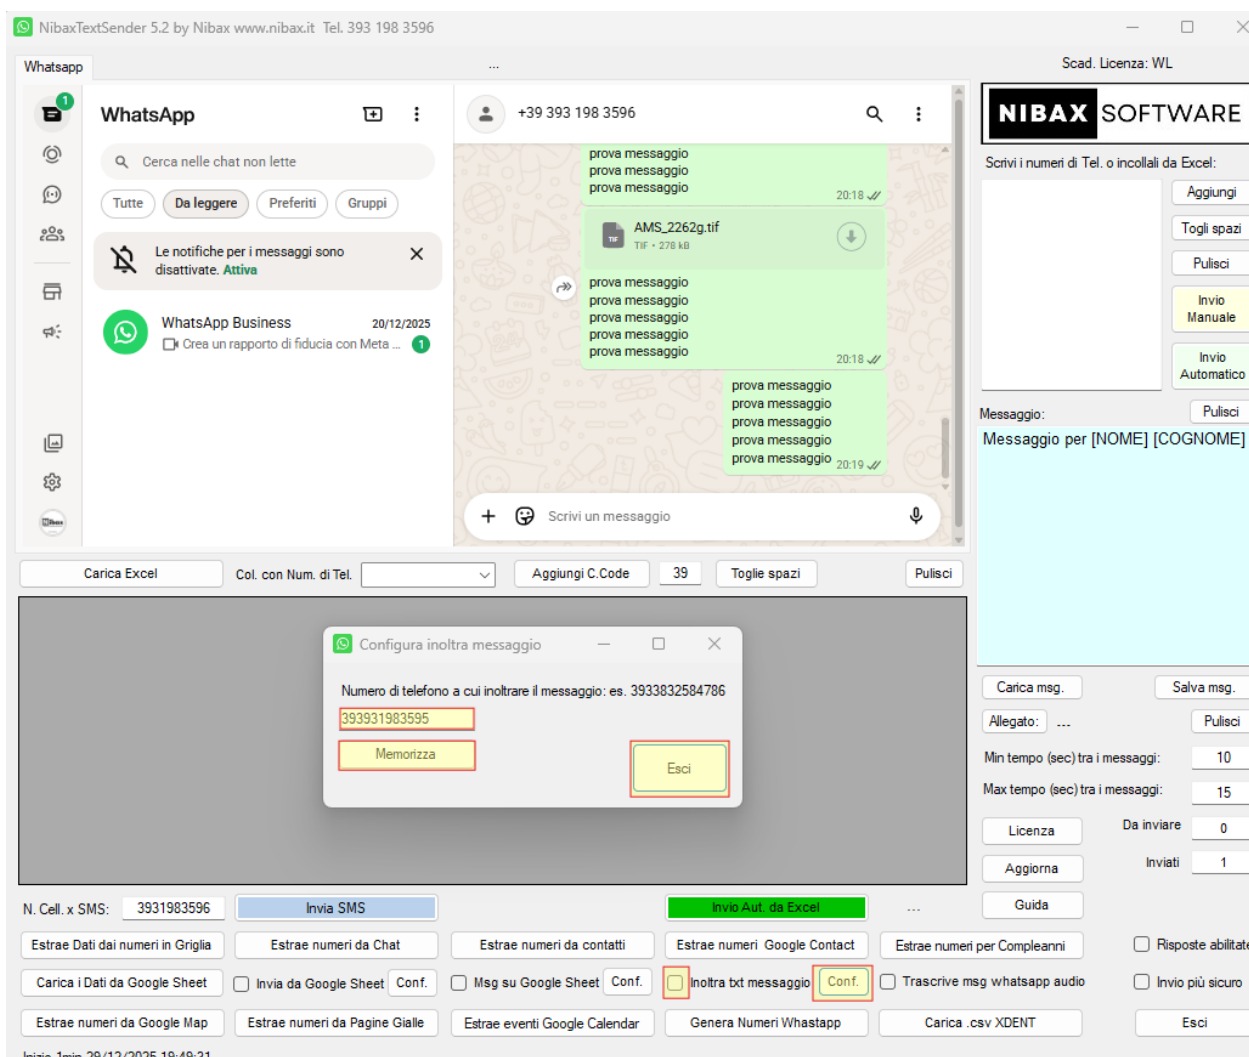 NibaxTextSender 5.2 by Nibax www.nibax.it Tel. 393 198 3596
Whatsapp
...
Scad. Licenza: WL
1
WhatsApp
Cerca nelle chat non lette
Tutte
Da leggere
Preferiti
Gruppi
Le notifiche per i messaggi sono
disattivate. Attiva
WhatsApp Business
20/12/2025
Crea un rapporto di fiducia con Meta ...
1
Nibax
+39 393 198 3596
prova messaggio
prova messaggio
prova messaggio
20:18
TIF
AMS_2262g.tif
TIF • 278 kB
prova messaggio
prova messaggio
prova messaggio
prova messaggio
prova messaggio
20:18
prova messaggio
prova messaggio
prova messaggio
prova messaggio
prova messaggio
20:19
Scrivi un messaggio
NIBAX SOFTWARE
Scrivi i numeri di Tel. o incollali da Excel:
Aggiungi
Togli spazi
Pulisci
Invio
Manuale
Invio
Automatico
Messaggio:
Pulisci
Messaggio per [NOME] [COGNOME]
Carica Excel
Col. con Num. di Tel.
Aggiungi C.Code
39
Toglie spazi
Pulisci
Configura inoltra messaggio
Numero di telefono a cui inoltrare il messaggio: es. 3933832584786
393931983595
Memorizza
Esci
Carica msg.
Salva msg.
Allegato:
...
Pulisci
Min tempo (sec) tra i messaggi:
10
Max tempo (sec) tra i messaggi:
15
Licenza
Da inviare
0
Aggiorna
Inviati
1
Guida
N. Cell. x SMS:
3931983596
Invia SMS
Invio Aut. da Excel
...
Estrae Dati dai numeri in Griglia
Estrae numeri da Chat
Estrae numeri da contatti
Estrae numeri Google Contact
Estrae numeri per Compleanni
Risposte abilitate
Carica i Dati da Google Sheet
Invia da Google Sheet
Conf.
Msg su Google Sheet
Conf.
Inoltra txt messaggio
Conf.
Trascrive msg whatsapp audio
Invio più sicuro
Estrae numeri da Google Map
Estrae numeri da Pagine Gialle
Estrae eventi Google Calendar
Genera Numeri Whastapp
Carica .csv XDENT
Esci
Inizio 1min 29/12/2025 19:49:31